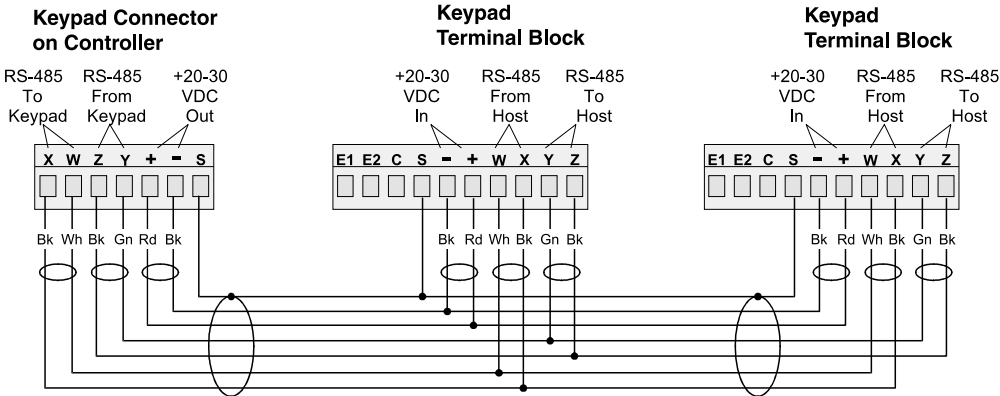 Keypad Connector
on Controller
Keypad
Terminal Block
Keypad
Terminal Block
RS-485 RS-485 +20-30
To From VDC
Keypad Keypad Out
+20-30 RS-485 RS-485
VDC From To
In Host Host
+20-30 RS-485 RS-485
VDC From To
In Host Host
X W Z Y + − S
E1 E2 C S − + W X Y Z
E1 E2 C S − + W X Y Z
Bk Wh Bk Gn Rd Bk
Bk Rd Wh Bk Gn Bk
Bk Rd Wh Bk Gn Bk